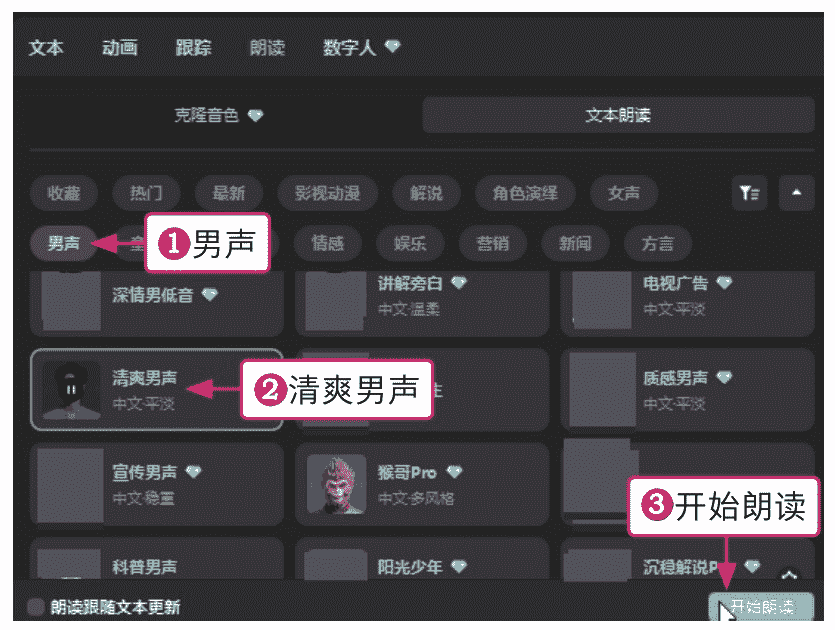 文本 动画 跟踪 朗读 数字人
克隆音色 文本朗读
收藏 热门 最新 影视动漫 解说 角色演绎 女声
男声 ❶男声 情感 娱乐 营销 新闻 方言
深情男低音 讲解旁白 电视广告
中文·温柔 中文·平淡
清爽男声 质感男声
中文·平淡 ❷清爽男声 中文·平淡
宣传男声 猴哥Pro
中文·稳重 中文·多风格
❸开始朗读
科普男声 阳光少年 沉稳解说
朗读跟随文本更新 开始朗读